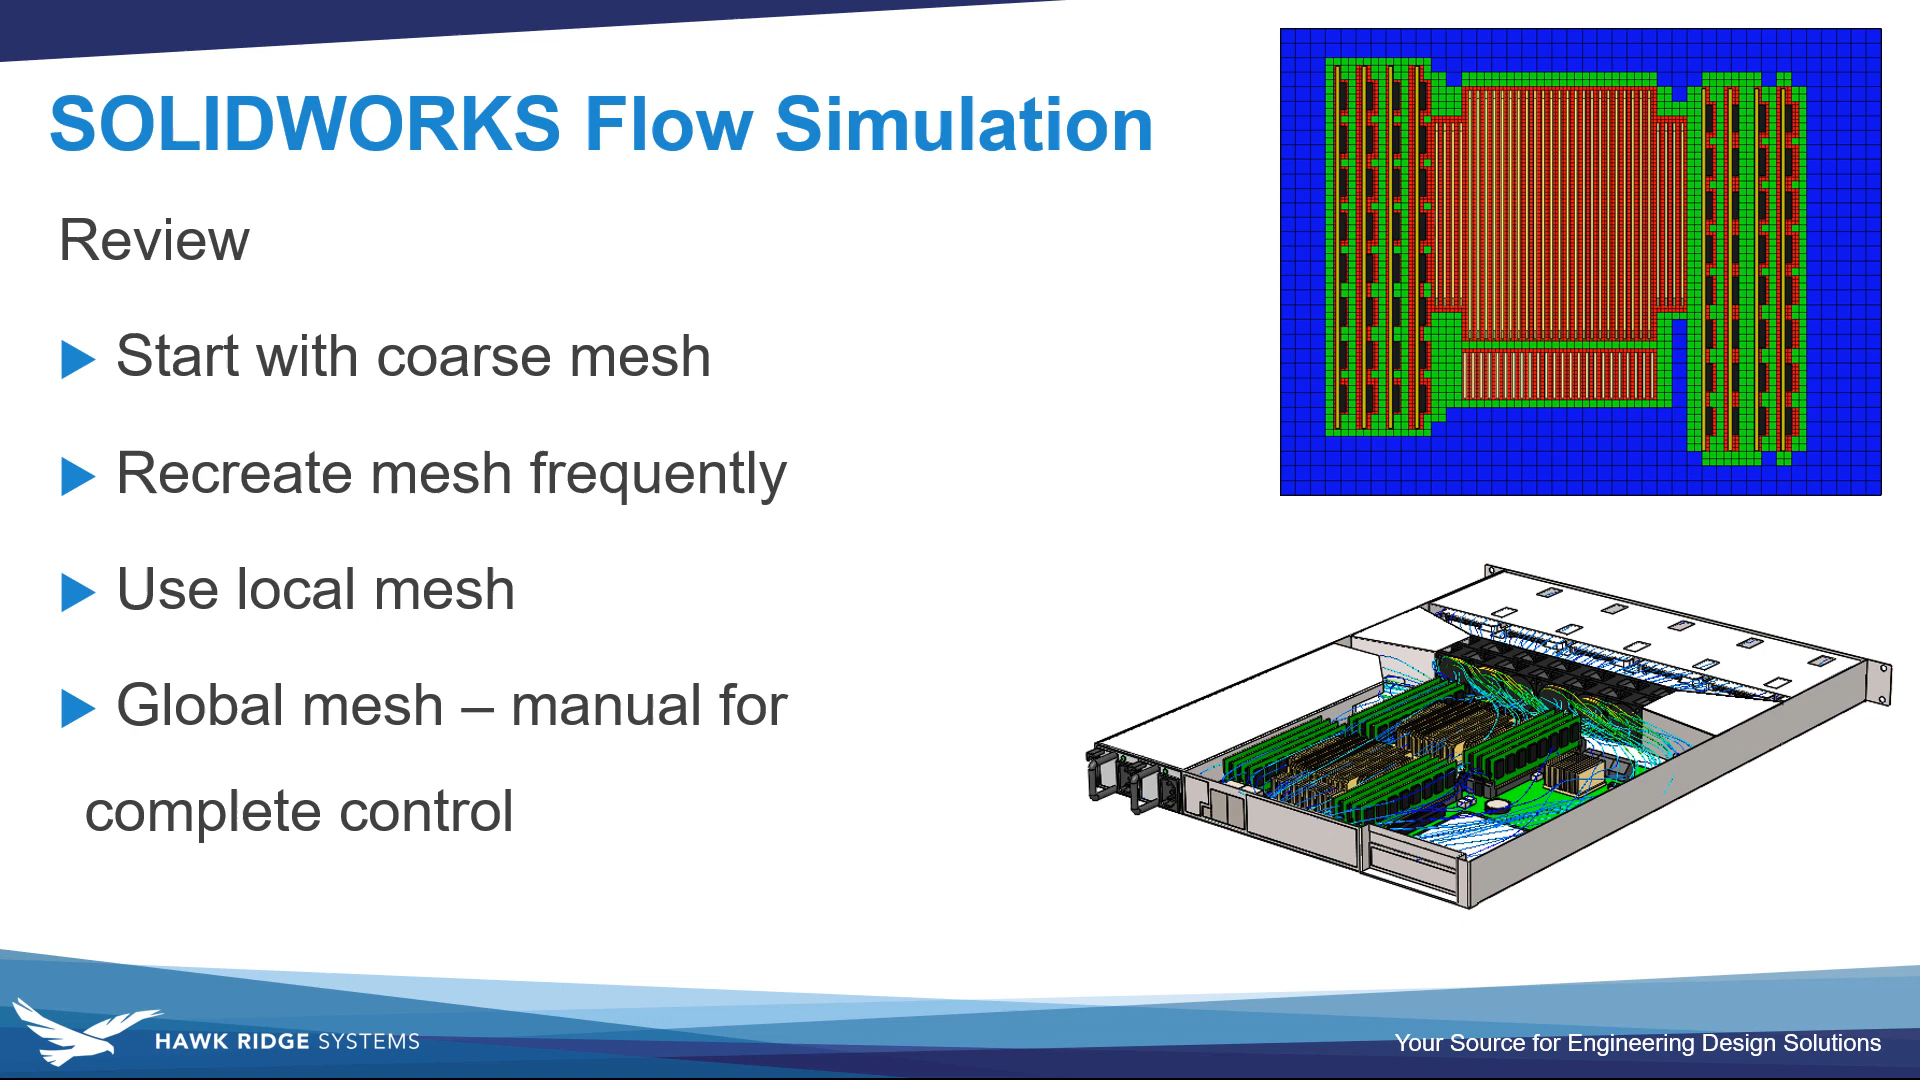 SOLIDWORKS Flow Simulation
Review
Start with coarse mesh
Recreate mesh frequently
Use local mesh
Global mesh – manual for
complete control
HAWK RIDGE SYSTEMS
Your Source for Engineering Design Solutions